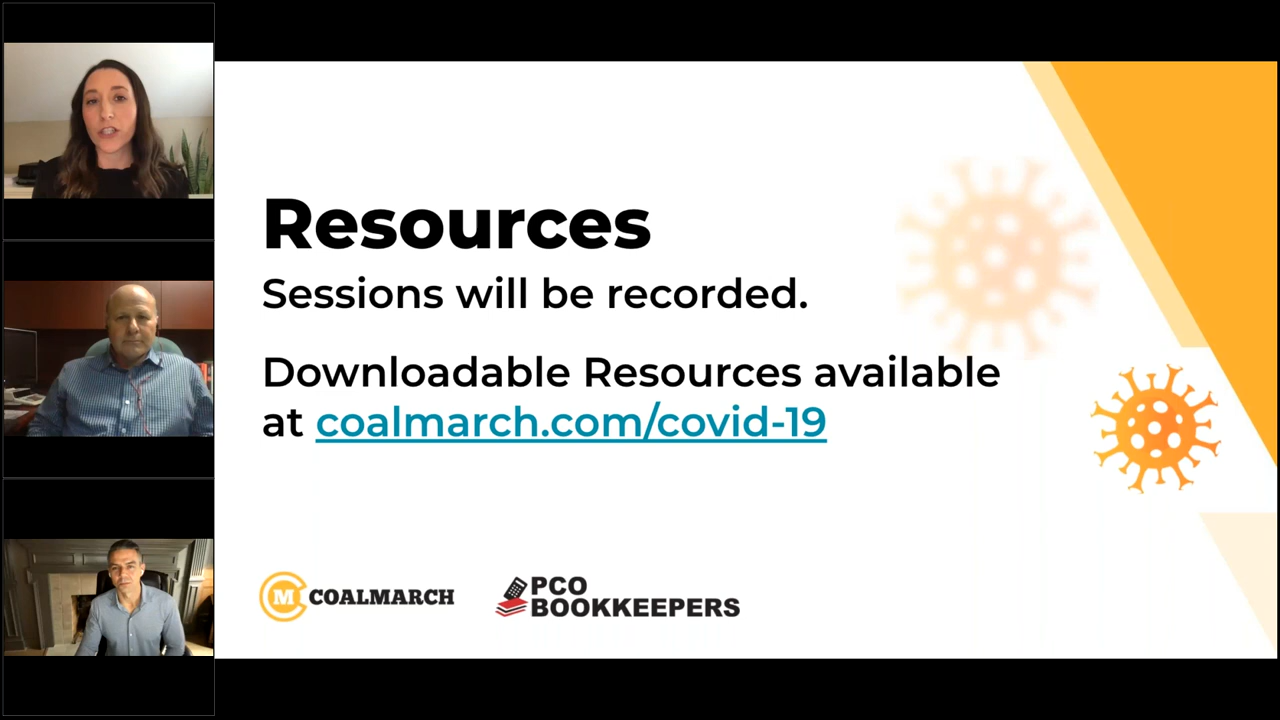 Resources
Sessions will be recorded.
Downloadable Resources available
at coalmarch.com/covid-19
M COALMARCH
PCO
BOOKKEEPERS